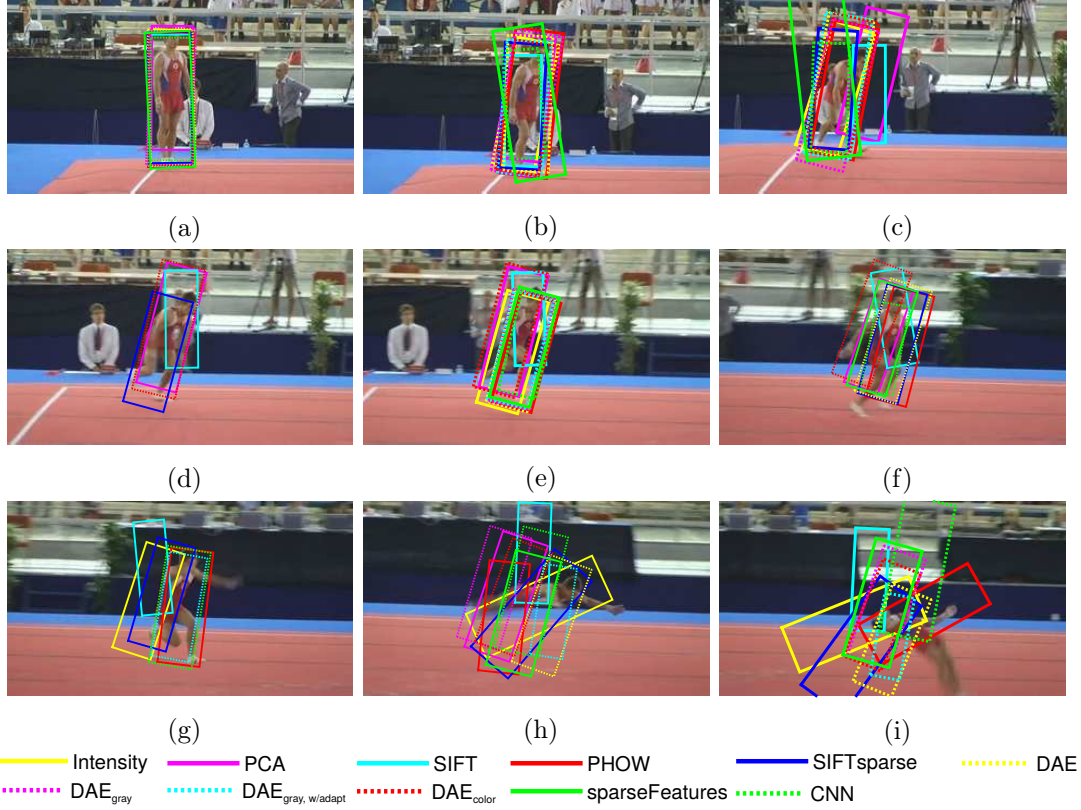 (a) (b) (c)
(d) (e) (f)
(g) (h) (i)
Intensity PCA SIFT PHOW SIFTsparse DAE
DAEgray DAEgray, w/adapt DAEcolor sparseFeatures CNN